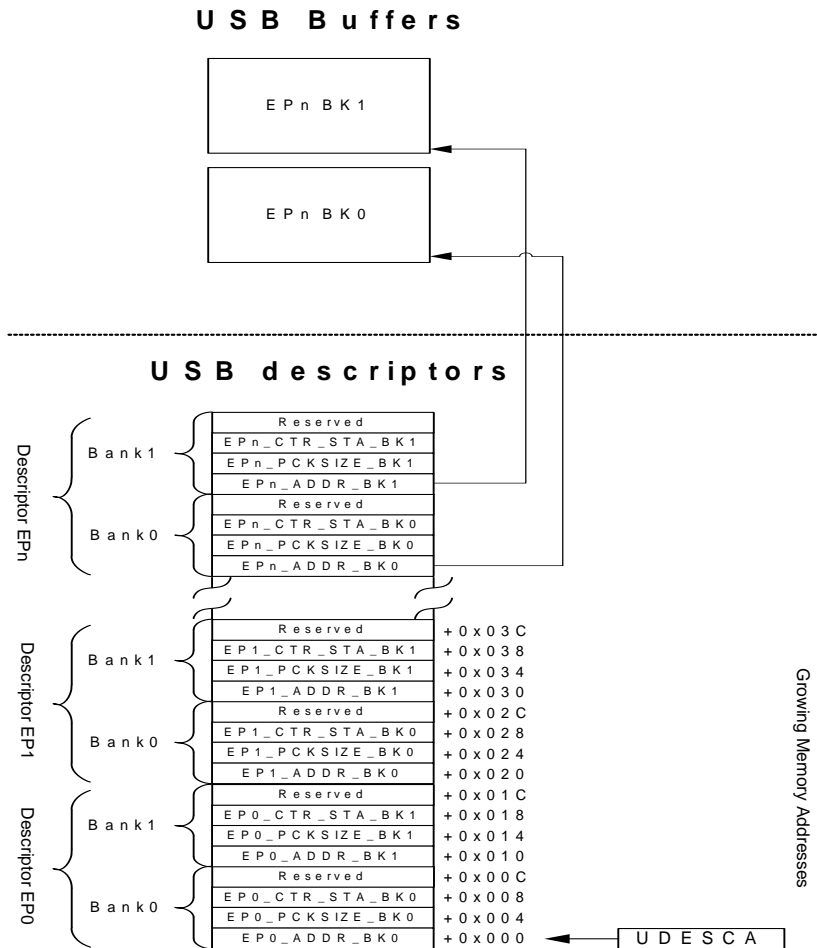 USB Buffers
EPn BK1
EPn BK0
USB descriptors
Descriptor EPn
Bank1
Reserved
EPn_CTR_STA_BK1
EPn_PCKSIZE_BK1
EPn_ADDR_BK1
Bank0
Reserved
EPn_CTR_STA_BK0
EPn_PCKSIZE_BK0
EPn_ADDR_BK0
Descriptor EP1
Bank1
Reserved +0x03C
EP1_CTR_STA_BK1 +0x038
EP1_PCKSIZE_BK1 +0x034
EP1_ADDR_BK1 +0x030
Bank0
Reserved +0x02C
EP1_CTR_STA_BK0 +0x028
EP1_PCKSIZE_BK0 +0x024
EP1_ADDR_BK0 +0x020
Descriptor EP0
Bank1
Reserved +0x01C
EP0_CTR_STA_BK1 +0x018
EP0_PCKSIZE_BK1 +0x014
EP0_ADDR_BK1 +0x010
Bank0
Reserved +0x00C
EP0_CTR_STA_BK0 +0x008
EP0_PCKSIZE_BK0 +0x004
EP0_ADDR_BK0 +0x000
UDESCA
Growing Memory Addresses